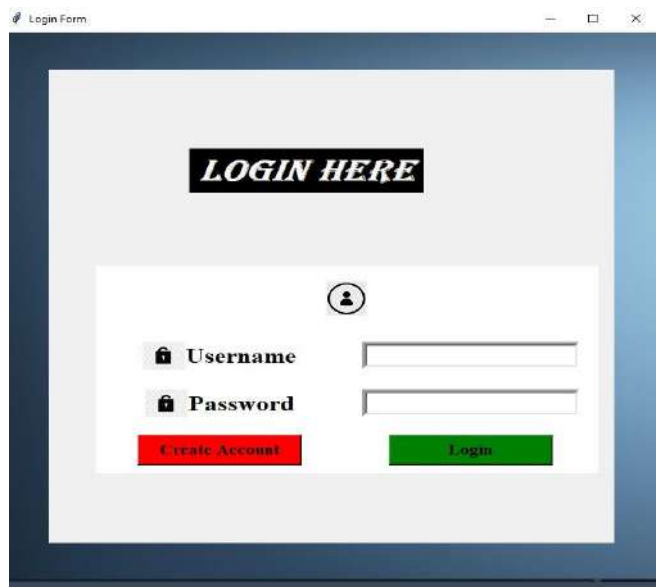 Login Form
LOGIN HERE
Username
Password
Create Account
Login